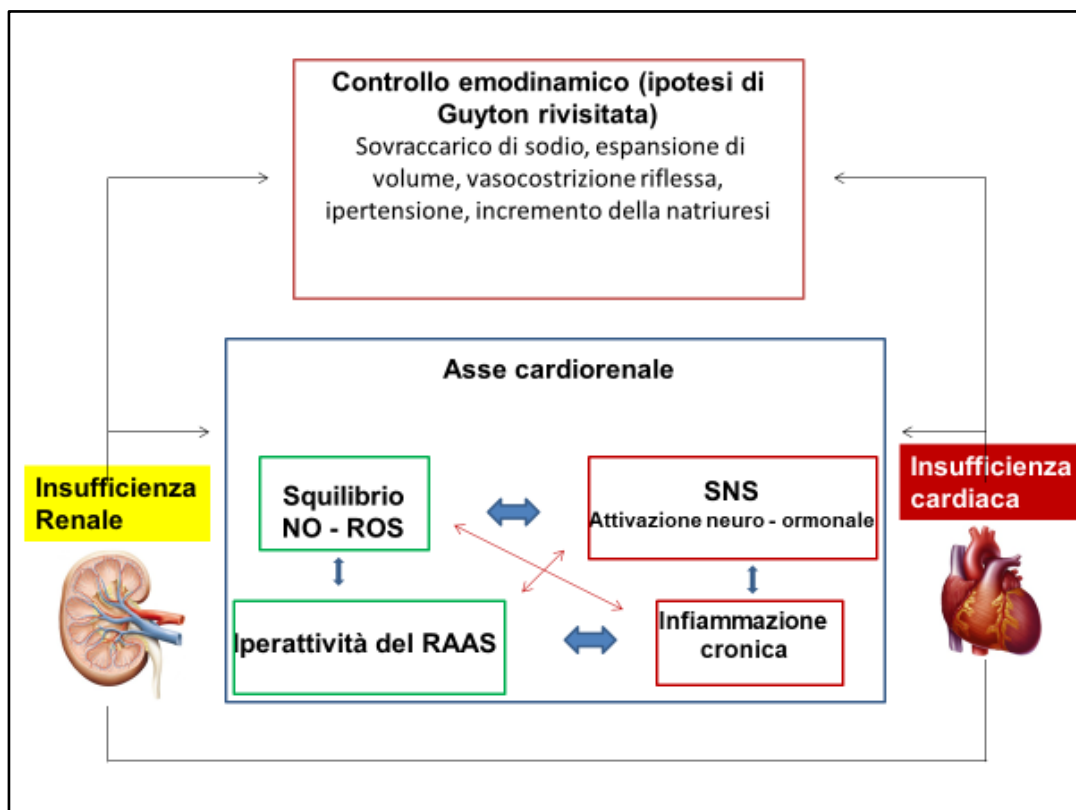 Controllo emodinamico (ipotesi di
Guyton rivisitata)
Sovraccarico di sodio, espansione di
volume, vasocostrizione riflessa,
ipertensione, incremento della natriuresi
Asse cardiorenale
Insufficienza
Renale
Squilibrio
NO - ROS
SNS
Attivazione neuro - ormonale
Insufficienza
cardiaca
Iperattività del RAAS
Infiammazione
cronica